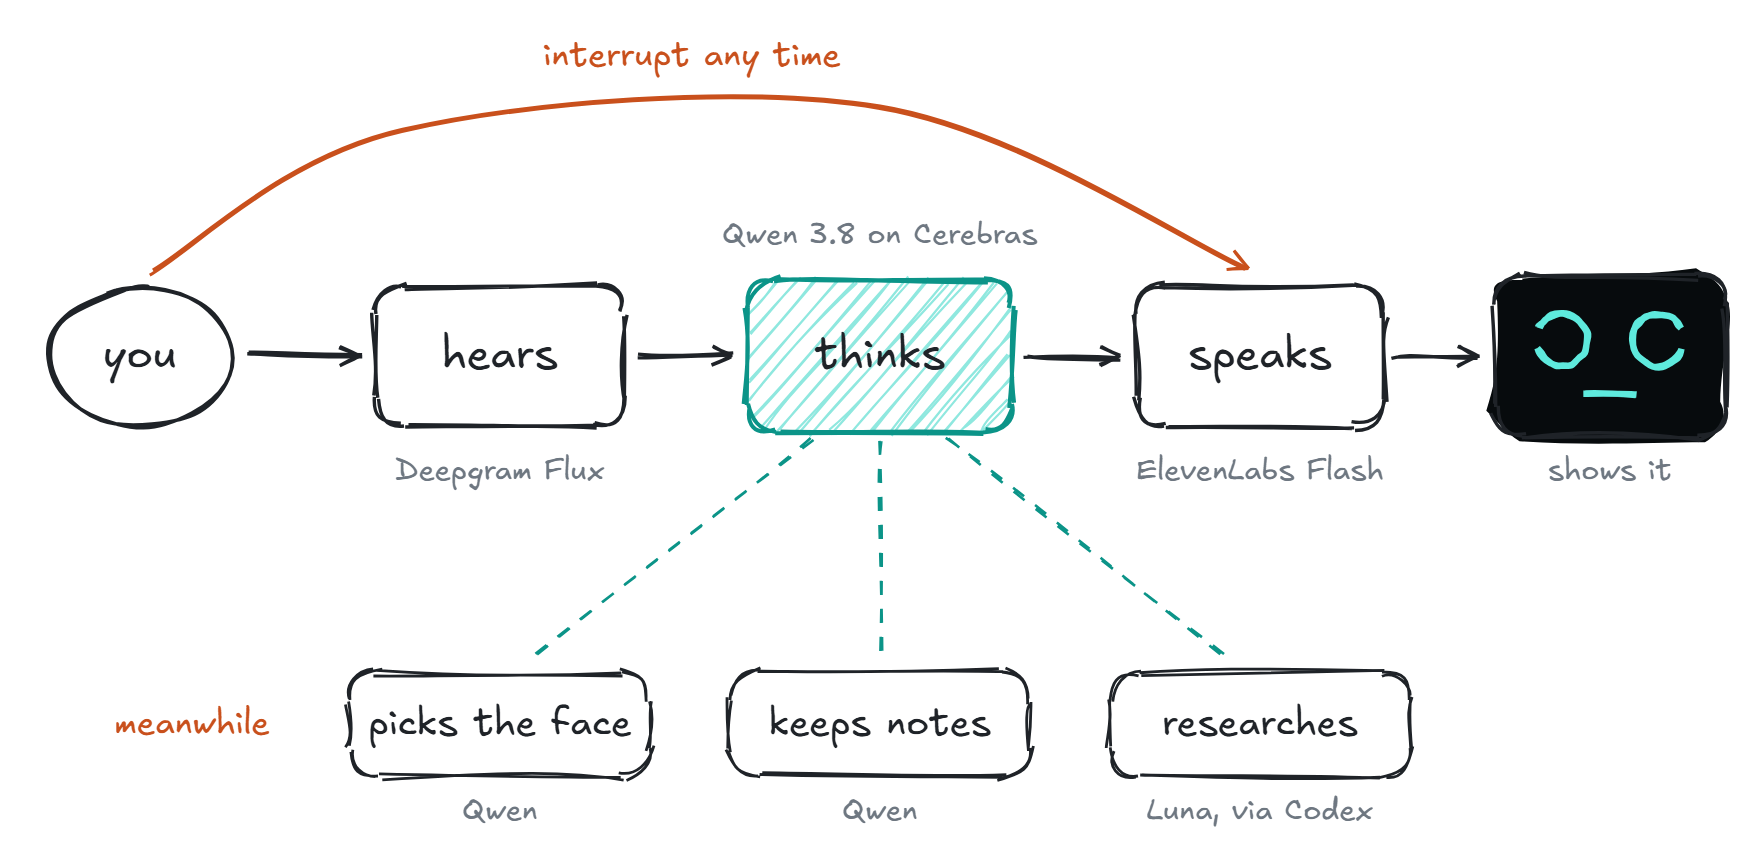 interrupt any time
Qwen 3.8 on Cerebras
you
hears
thinks
speaks
Deepgram Flux
ElevenLabs Flash
shows it
meanwhile
picks the face
keeps notes
researches
Qwen
Qwen
Luna, via Codex